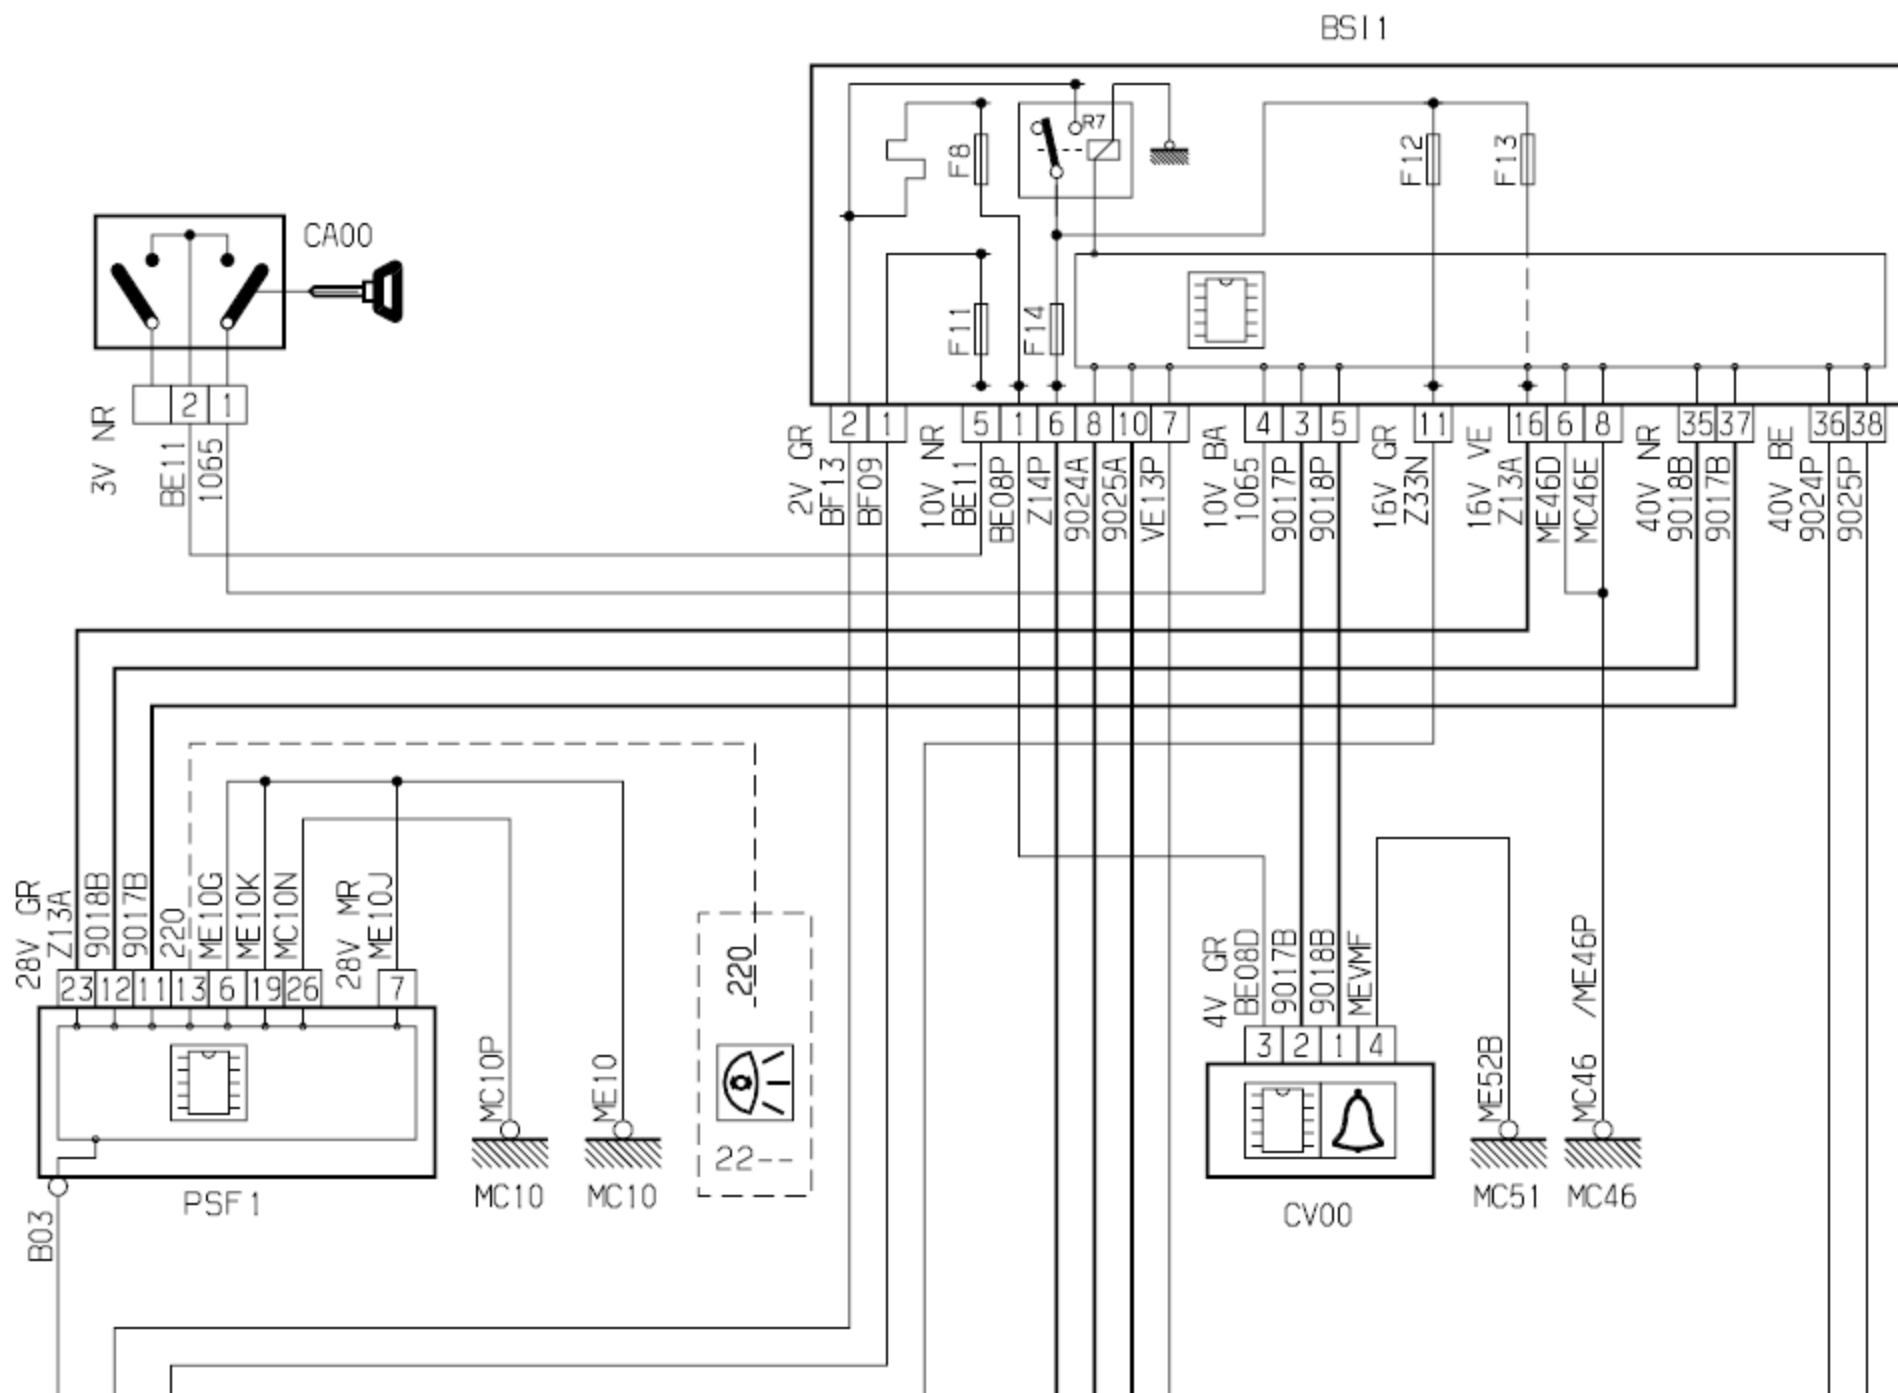 BSI1
R7
F8
F12
F13
CA00
F11
F14
2 1
2 1 5 1 6 8 10 7 4 3 5 11 16 6 8 35 37 36 38
3V NR
BE11
1065
2V GR
BF13
BF09
10V NR
BE11
BE08P
Z14P
9024A
9025A
VE13P
10V BA
1065
9017P
9018P
16V GR
Z33N
16V VE
Z13A
ME46D
MC46E
40V NR
9018B
9017B
40V BE
9024P
9025P
28V GR
Z13A
9018B
9017B
220
ME10G
ME10K
MC10N
28V MR
ME10J
23 12 11 13 6 19 26 7
220
4V GR
BE08D
9017B
9018B
MEVMF
3 2 1 4
MC10P
ME10
ME52B
MC46 /ME46P
22--
PSF1
MC10
MC10
CV00
MC51
MC46
B03